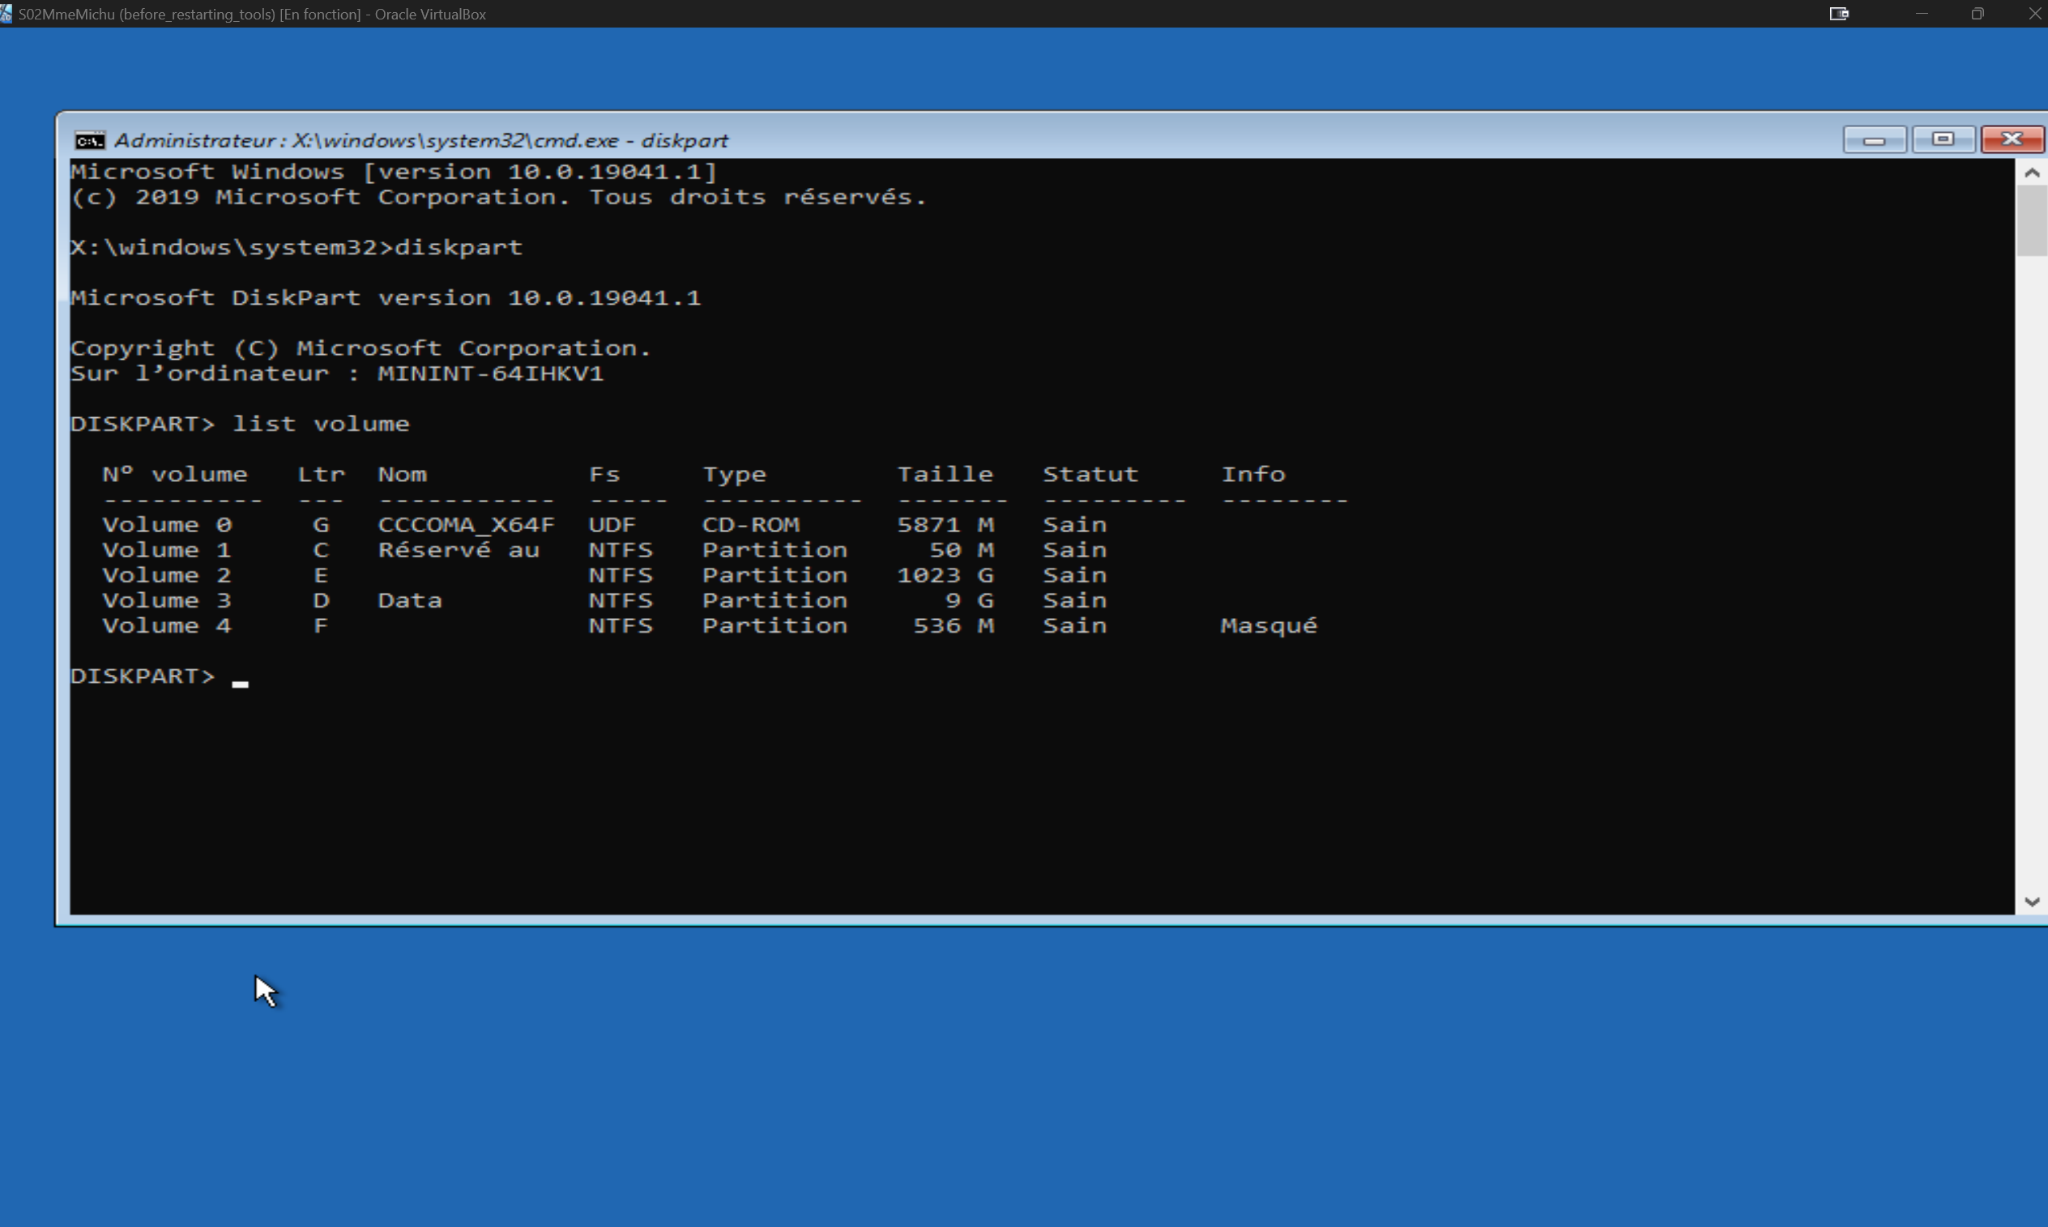 S02MmeMichu (before_restarting_tools) [En fonction] - Oracle VirtualBox
Administrateur : X:\windows\system32\cmd.exe - diskpart
Microsoft Windows [version 10.0.19041.1]
(c) 2019 Microsoft Corporation. Tous droits réservés.
X:\windows\system32>diskpart
Microsoft DiskPart version 10.0.19041.1
Copyright (C) Microsoft Corporation.
Sur l’ordinateur : MININT-64IHKV1
DISKPART> list volume
N° volume   Ltr  Nom          Fs     Type        Taille   Statut     Info
----------  ---  -----------  -----  ----------  -------  ---------  --------
Volume 0     G   CCCOMA_X64F  UDF    CD-ROM      5871 M   Sain
Volume 1     C   Réservé au   NTFS   Partition     50 M   Sain
Volume 2     E                NTFS   Partition   1023 G   Sain
Volume 3     D   Data         NTFS   Partition      9 G   Sain
Volume 4     F                NTFS   Partition    536 M   Sain       Masqué
DISKPART>